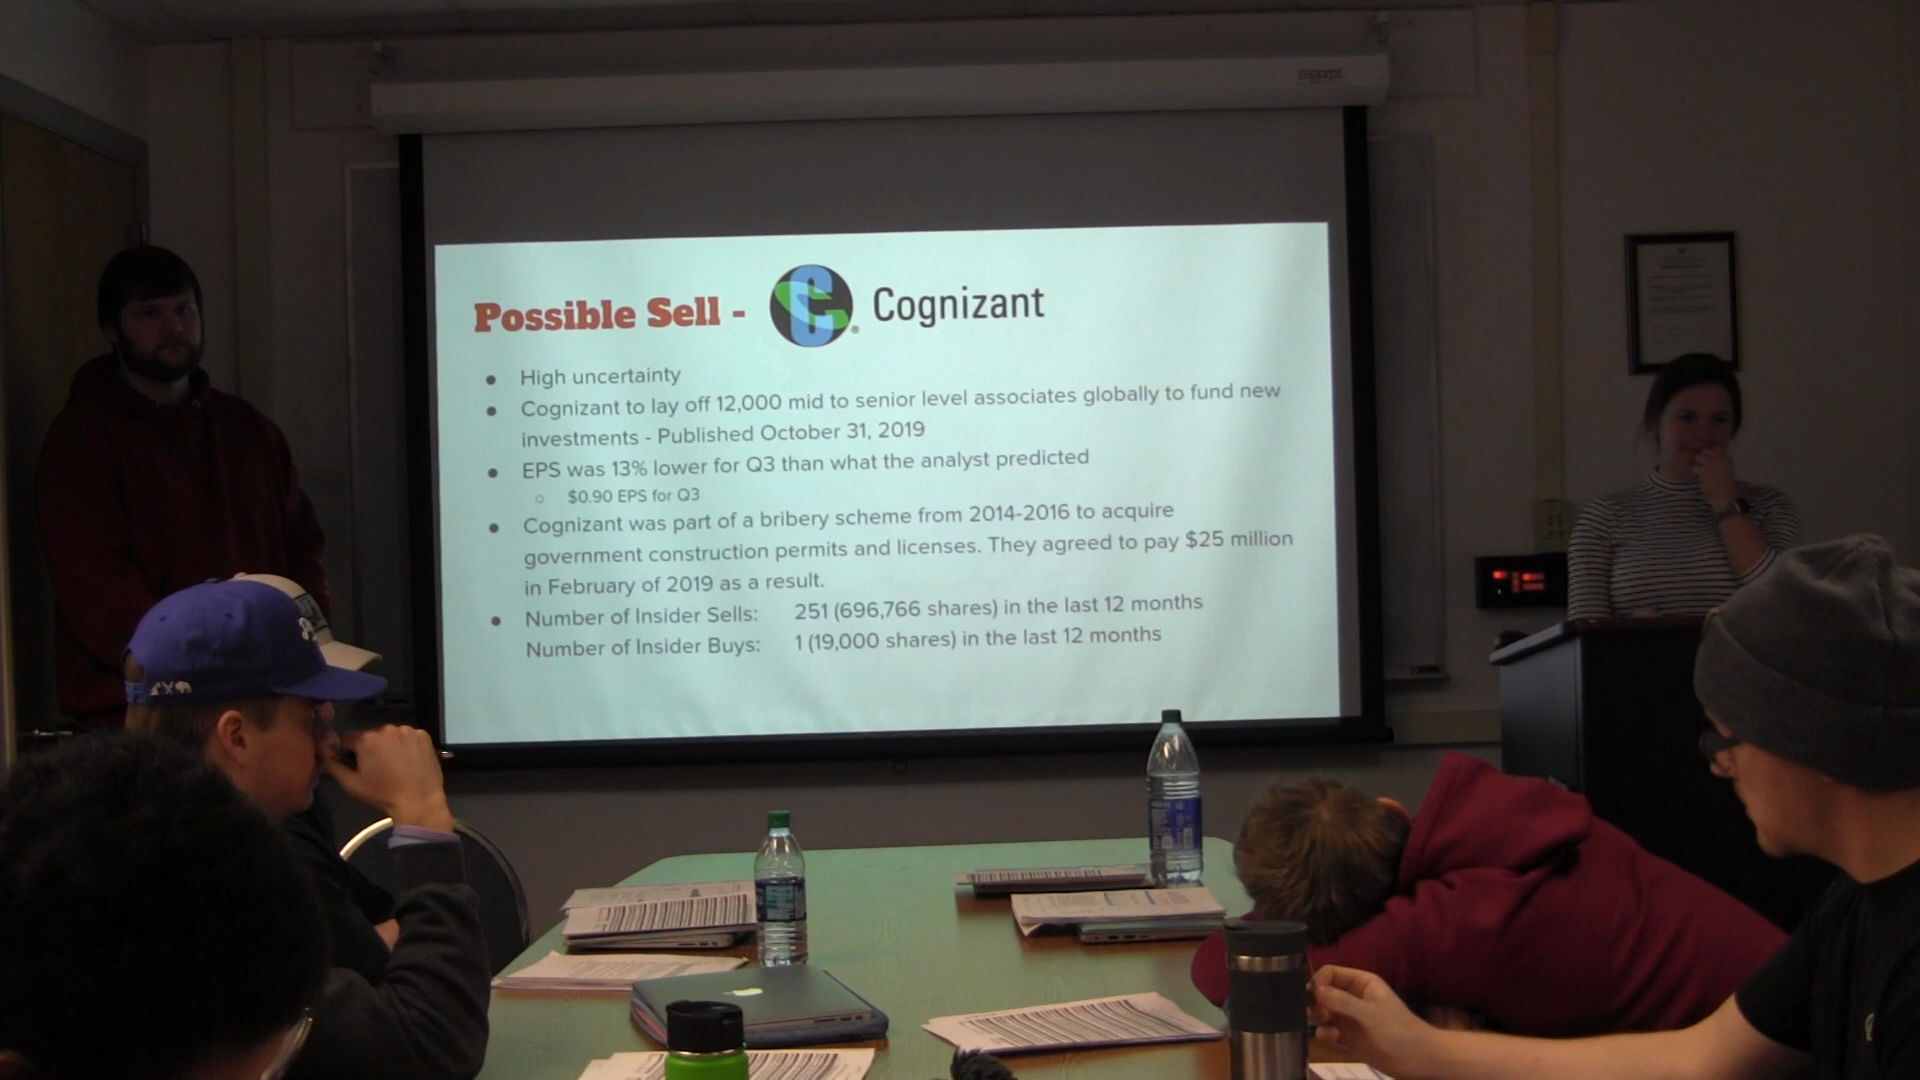 Possible Sell - Cognizant
● High uncertainty
● Cognizant to lay off 12,000 mid to senior level associates globally to fund new
investments - Published October 31, 2019
● EPS was 13% lower for Q3 than what the analyst predicted
○ $0.90 EPS for Q3
● Cognizant was part of a bribery scheme from 2014-2016 to acquire
government construction permits and licenses. They agreed to pay $25 million
in February of 2019 as a result.
● Number of Insider Sells: 251 (696,766 shares) in the last 12 months
Number of Insider Buys: 1 (19,000 shares) in the last 12 months